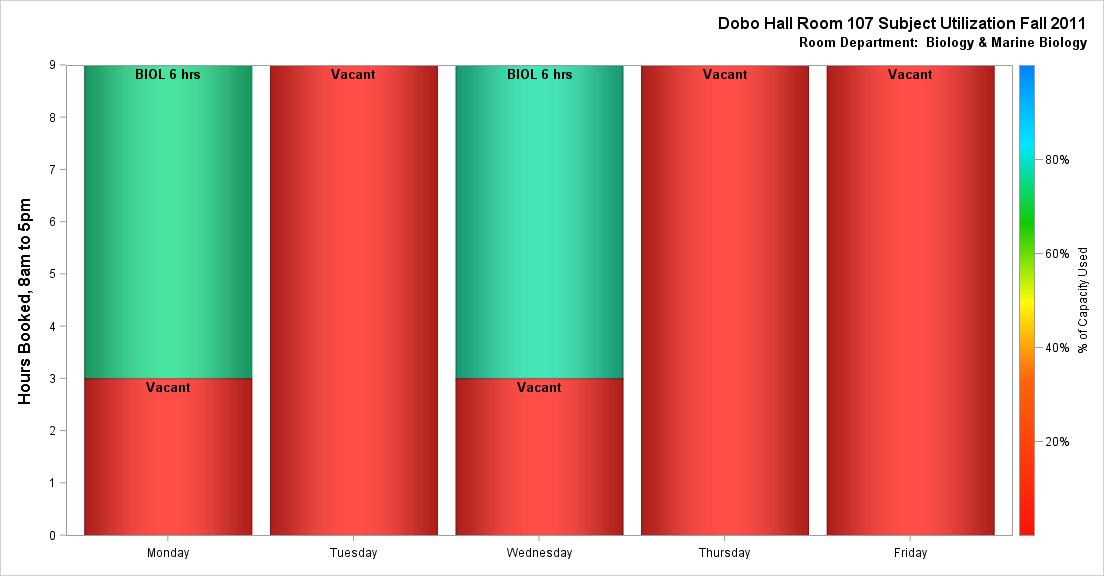 Dobo Hall Room 107 Subject Utilization Fall 2011
Room Department: Biology & Marine Biology
Hours Booked, 8am to 5pm
9
8
7
6
5
4
3
2
1
0
BIOL 6 hrs
Vacant
Vacant
BIOL 6 hrs
Vacant
Vacant
Vacant
Monday
Tuesday
Wednesday
Thursday
Friday
80%
60%
40%
20%
% of Capacity Used